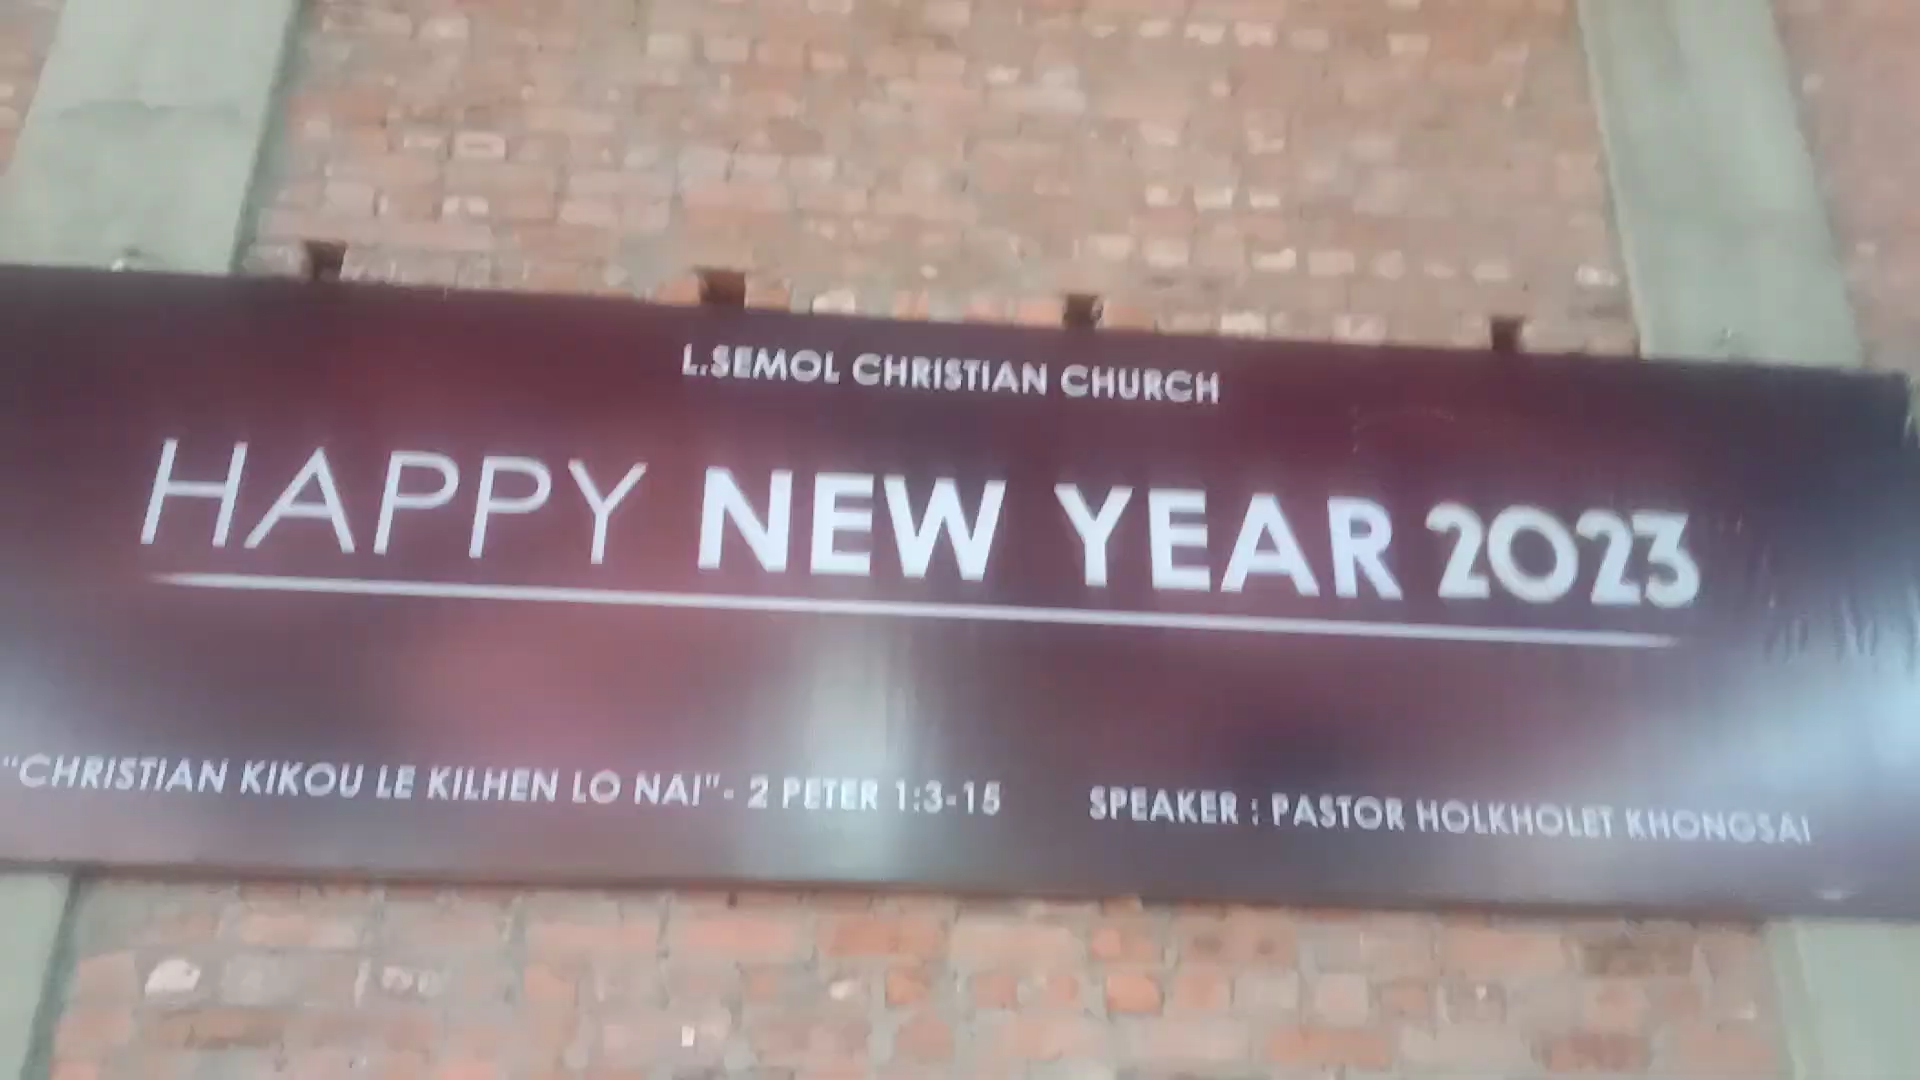 L.SEMOL CHRISTIAN CHURCH
HAPPY NEW YEAR 2023
"CHRISTIAN KIKOU LE KILHEN LO NAI"- 2 PETER 1:3-15
SPEAKER : PASTOR HOLKHOLET KHONGSAI